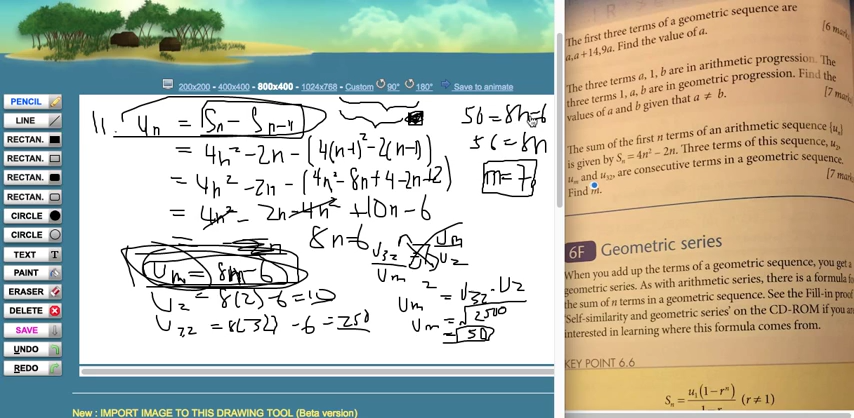 200x200 - 400x400 - 800x400 - 1024x768 - Custom 90° 180° Save to animate
PENCIL
LINE
RECTAN.
RECTAN.
RECTAN.
RECTAN.
CIRCLE
CIRCLE
TEXT T
PAINT
ERASER
DELETE
SAVE
UNDO
REDO
11. Un = Sn - Sn-1
= 4n² - 2n - (4(n-1)² - 2(n-1))
= 4n² - 2n - (4n² - 8n + 4 - 2n + 2)
= 4n² - 2n - 4n² + 10n - 6
8n - 6
Um = 8m - 6
U2 = 8(2) - 6 = 10
U32 = 8(32) - 6 = 250
50 = 8m - 6
56 = 8m
m = 7
U32 / Um = Um / U2
Um² = U32 · U2
Um = √2500
= 50
New : IMPORT IMAGE TO THIS DRAWING TOOL (Beta version)
The first three terms of a geometric sequence are
a, a + 14, 9a. Find the value of a.
[6 mark
The three terms a, 1, b are in arithmetic progression. The
three terms 1, a, b are in geometric progression. Find the
values of a and b given that a ≠ b.
[7 mark
The sum of the first n terms of an arithmetic sequence {un}
is given by Sn = 4n² - 2n. Three terms of this sequence, u2,
um and u32, are consecutive terms in a geometric sequence.
Find m.
[7 mark
6F Geometric series
When you add up the terms of a geometric sequence, you get a
geometric series. As with arithmetic series, there is a formula f
the sum of n terms in a geometric sequence. See the Fill-in proof
'Self-similarity and geometric series' on the CD-ROM if you ar
interested in learning where this formula comes from.
KEY POINT 6.6
Sn = u1(1 - rⁿ) / 1 - r (r ≠ 1)